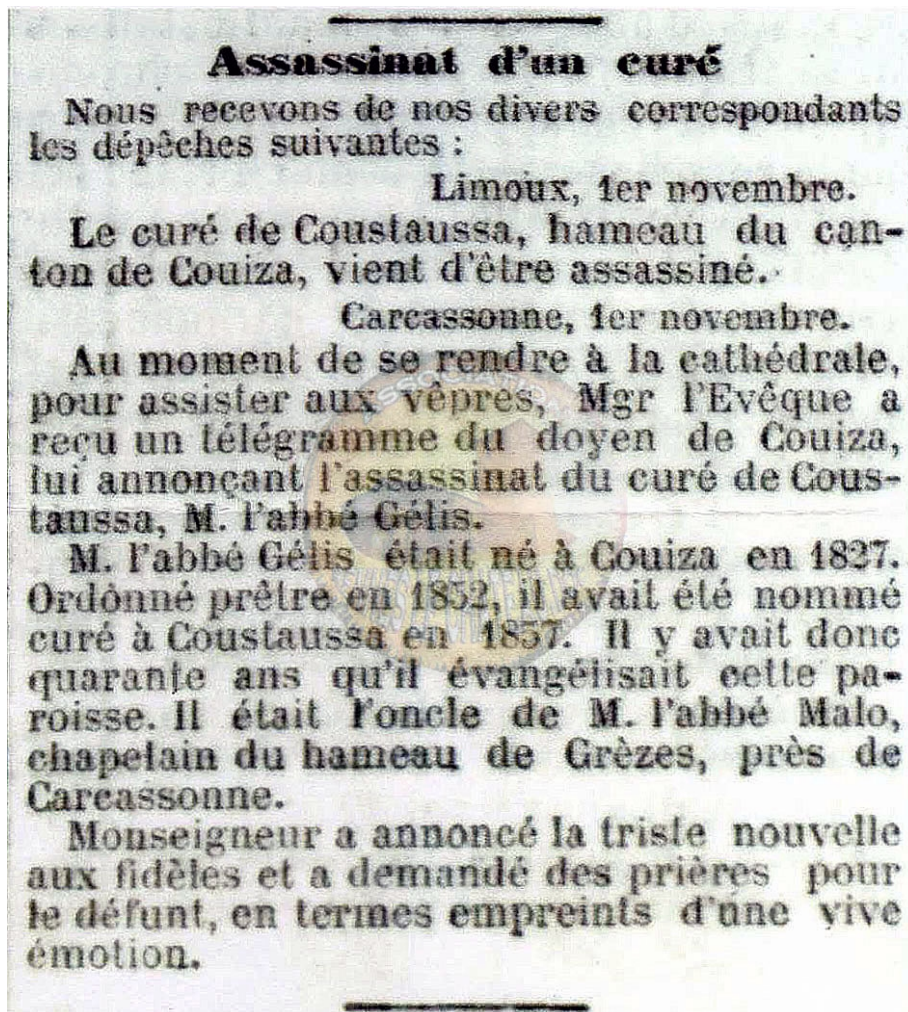 Assassinat d'un curé
Nous recevons de nos divers correspondants
les dépêches suivantes :
Limoux, 1er novembre.
Le curé de Coustaussa, hameau du can-
ton de Couiza, vient d'être assassiné.
Carcassonne, 1er novembre.
Au moment de se rendre à la cathédrale,
pour assister aux vêpres, Mgr l'Evêque a
reçu un télégramme du doyen de Couiza,
lui annonçant l'assassinat du curé de Cous-
taussa, M. l'abbé Gélis.
M. l'abbé Gélis était né à Couiza en 1827.
Ordonné prêtre en 1852, il avait été nommé
curé à Coustaussa en 1857. Il y avait donc
quarante ans qu'il évangélisait cette pa-
roisse. Il était l'oncle de M. l'abbé Malo,
chapelain du hameau de Grèzes, près de
Carcassonne.
Monseigneur a annoncé la triste nouvelle
aux fidèles et a demandé des prières pour
le défunt, en termes empreints d'une vive
émotion.
ASSOCIATION